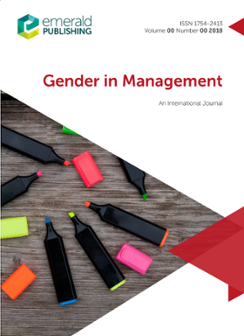 emerald
PUBLISHING
ISSN 1754-2413
Volume 00 Number 00 2018
Gender in Management
An International Journal